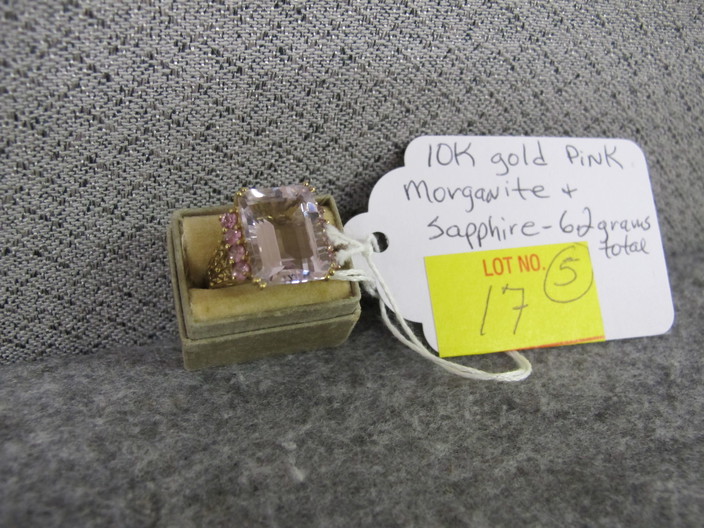 10K gold Pink
Morganite +
Sapphire - 6.2 grams
total
LOT NO. 5
17